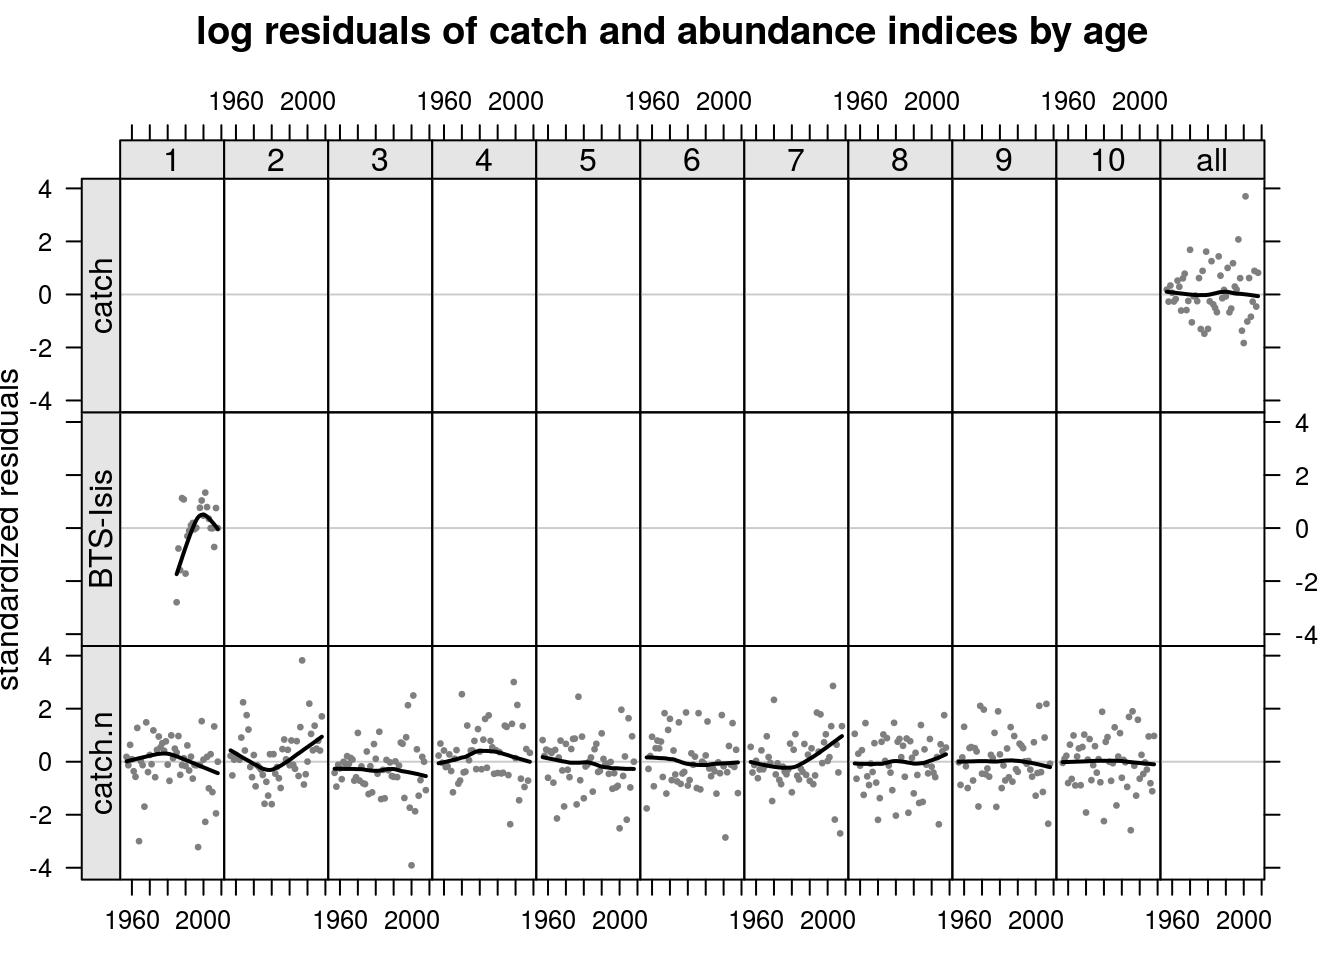 log residuals of catch and abundance indices by age
1960 2000 1960 2000 1960 2000 1960 2000 1960 2000
1 2 3 4 5 6 7 8 9 10 all
standardized residuals
catch
4
2
0
-2
-4
BTS-Isis
4
2
0
-2
-4
catch.n
4
2
0
-2
-4
1960 2000 1960 2000 1960 2000 1960 2000 1960 2000 1960 2000